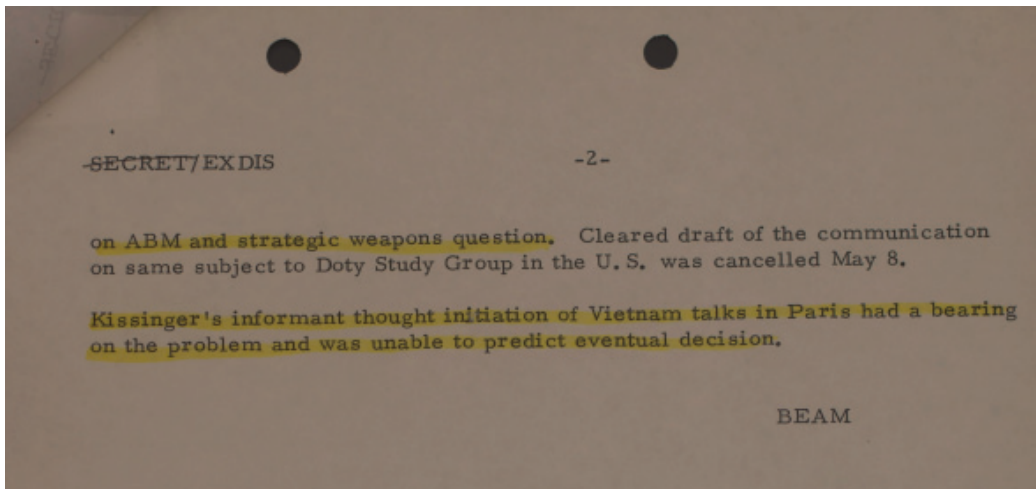 SECRET/EXDIS -2-
on ABM and strategic weapons question. Cleared draft of the communication
on same subject to Doty Study Group in the U.S. was cancelled May 8.
Kissinger's informant thought initiation of Vietnam talks in Paris had a bearing
on the problem and was unable to predict eventual decision.
BEAM